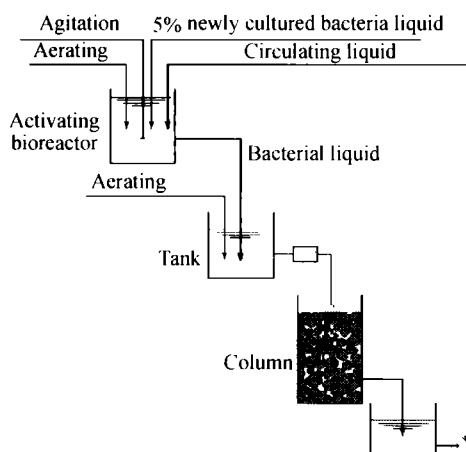 Agitation
5% newly cultured bacteria liquid
Aerating
Circulating liquid
Activating
bioreactor
Bacterial liquid
Aerating
Tank
Column